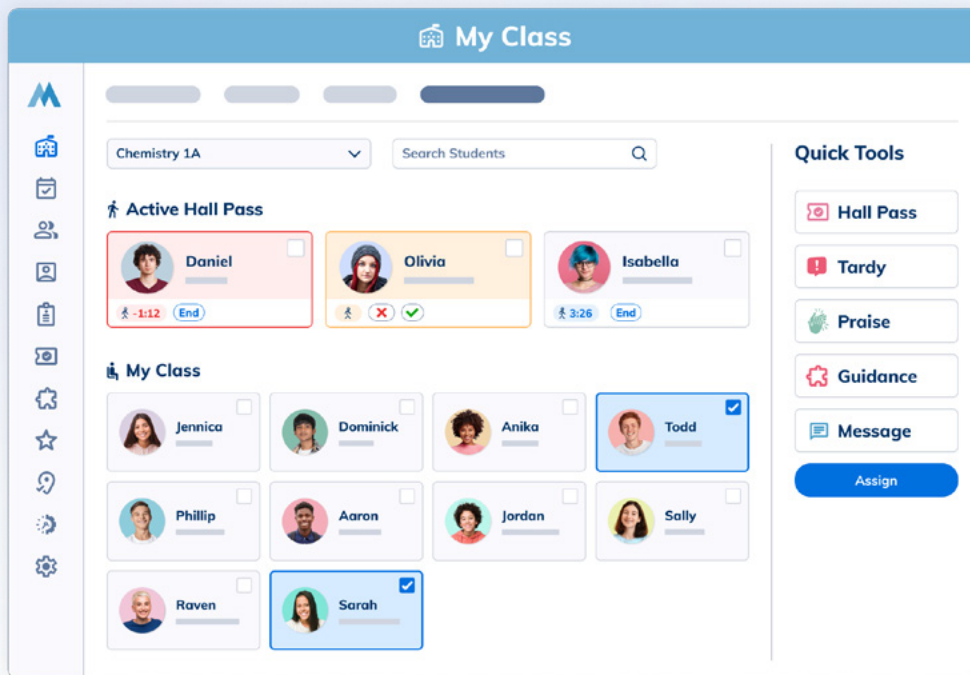 My Class
Chemistry 1A
Search Students
Active Hall Pass
Daniel
-1:12 End
Olivia
Isabella
3:26 End
My Class
Jennica
Dominick
Anika
Todd
Phillip
Aaron
Jordan
Sally
Raven
Sarah
Quick Tools
Hall Pass
Tardy
Praise
Guidance
Message
Assign